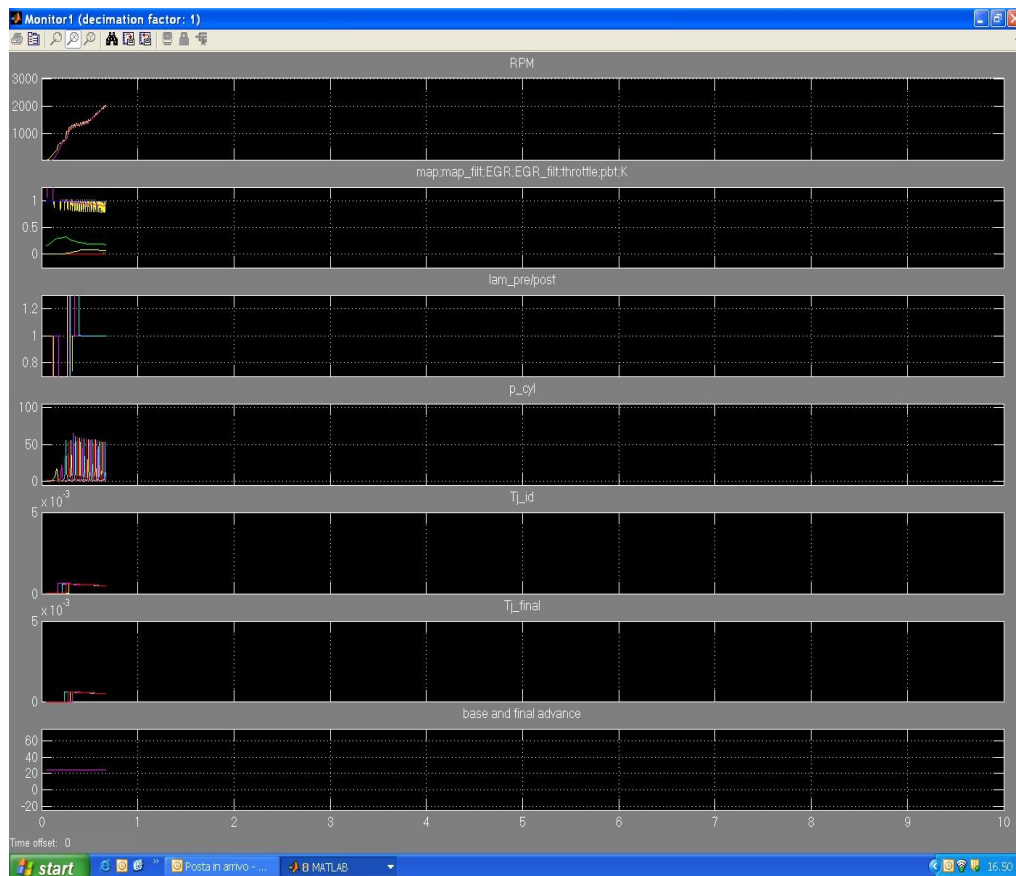 Monitor1 (decimation factor: 1)
RPM
3000
2000
1000
map;map_filt;EGR;EGR_filt;throttle;pbt;K
1
0.5
0
lam_pre/post
1.2
1
0.8
p_cyl
100
50
0
x 10^-3
Tj_id
5
0
x 10^-3
Tj_final
5
0
base and final advance
60
40
20
0
-20
0 1 2 3 4 5 6 7 8 9 10
Time offset: 0
start
Posta in arrivo - ...
8 MATLAB
16.50